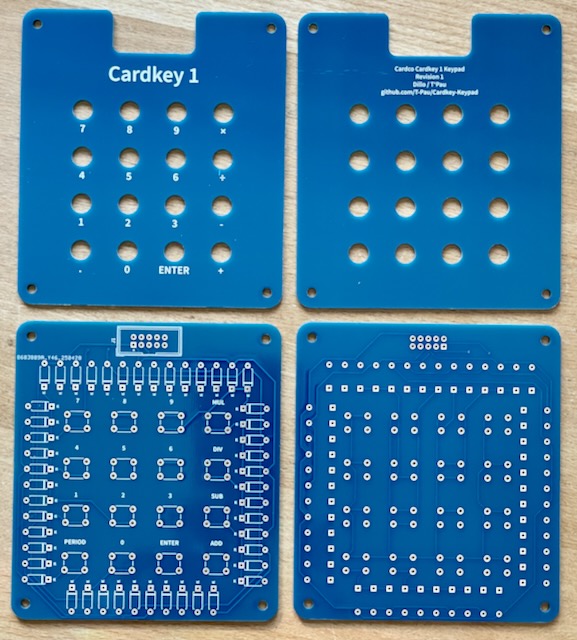 Cardkey 1
7 8 9 ×
4 5 6 ÷
1 2 3 -
. 0 ENTER +
Cardco Cardkey 1 Keypad
Revision 1
Dillo / T'Pau
github.com/T-Pau/Cardkey-Keypad
7 8 9 MUL
4 5 6 DIV
1 2 3 SUB
PERIOD 0 ENTER ADD